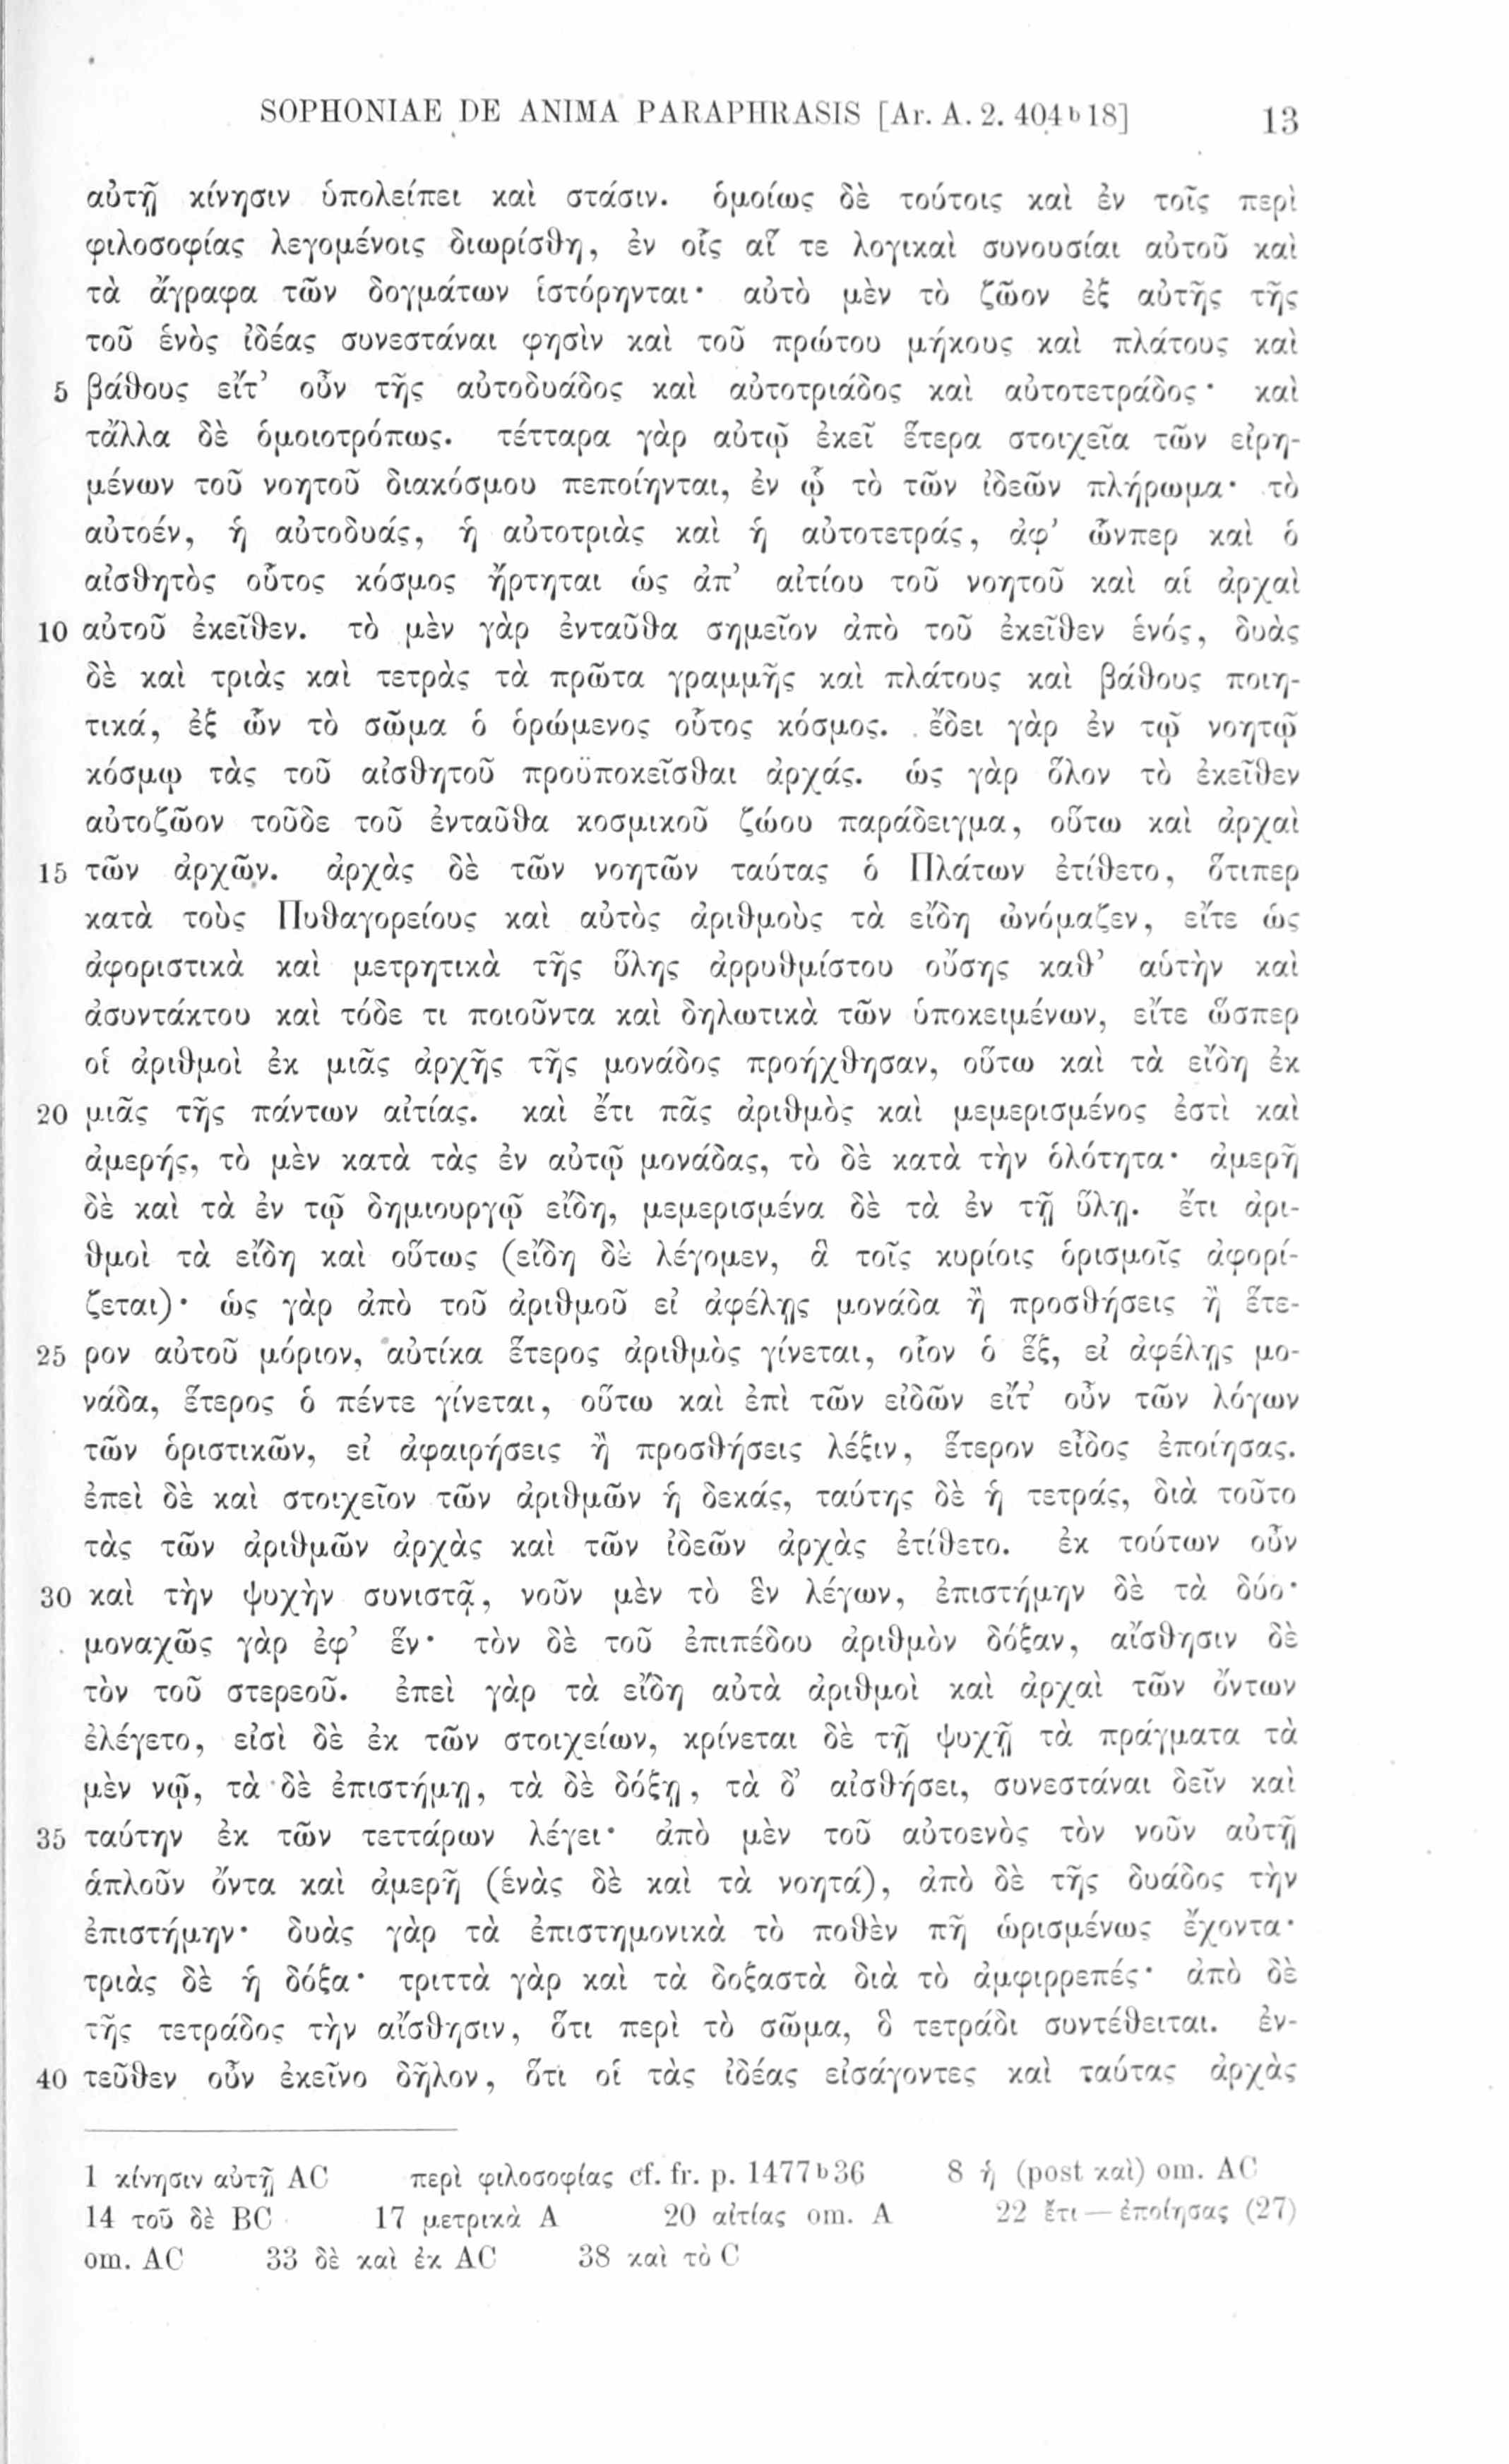 SOPHONIAE DE ANIMA PARAPHRASIS [Ar. A. 2. 404ᵇ18] 13
αὐτῇ κίνησιν ὑπολείπει καὶ στάσιν. ὁμοίως δὲ τούτοις καὶ ἐν τοῖς περὶ
φιλοσοφίας λεγομένοις διωρίσθη, ἐν οἷς αἵ τε λογικαὶ συνουσίαι αὐτοῦ καὶ
τὰ ἄγραφα τῶν δογμάτων ἱστόρηνται· αὐτὸ μὲν τὸ ζῶον ἐξ αὐτῆς τῆς
τοῦ ἑνὸς ἰδέας συνεστάναι φησὶν καὶ τοῦ πρώτου μήκους καὶ πλάτους καὶ
5 βάθους εἴτ’ οὖν τῆς αὐτοδυάδος καὶ αὐτοτριάδος καὶ αὐτοτετράδος· καὶ
τἄλλα δὲ ὁμοιοτρόπως. τέτταρα γὰρ αὐτῷ ἐκεῖ ἕτερα στοιχεῖα τῶν εἰρη-
μένων τοῦ νοητοῦ διακόσμου πεποίηνται, ἐν ᾧ τὸ τῶν ἰδεῶν πλήρωμα· τὸ
αὐτοέν, ἡ αὐτοδυάς, ἡ αὐτοτριὰς καὶ ἡ αὐτοτετράς, ἀφ’ ὧνπερ καὶ ὁ
αἰσθητὸς οὗτος κόσμος ἤρτηται ὡς ἀπ’ αἰτίου τοῦ νοητοῦ καὶ αἱ ἀρχαὶ
10 αὐτοῦ ἐκεῖθεν. τὸ μὲν γὰρ ἐνταῦθα σημεῖον ἀπὸ τοῦ ἐκεῖθεν ἑνός, δυὰς
δὲ καὶ τριὰς καὶ τετρὰς τὰ πρῶτα γραμμῆς καὶ πλάτους καὶ βάθους ποιη-
τικά, ἐξ ὧν τὸ σῶμα ὁ ὁρώμενος οὗτος κόσμος. ἔδει γὰρ ἐν τῷ νοητῷ
κόσμῳ τὰς τοῦ αἰσθητοῦ προϋποκεῖσθαι ἀρχάς. ὡς γὰρ ὅλον τὸ ἐκεῖθεν
αὐτοζῶον τοῦδε τοῦ ἐνταῦθα κοσμικοῦ ζώου παράδειγμα, οὕτω καὶ ἀρχαὶ
15 τῶν ἀρχῶν. ἀρχὰς δὲ τῶν νοητῶν ταύτας ὁ Πλάτων ἐτίθετο, ὅτιπερ
κατὰ τοὺς Πυθαγορείους καὶ αὐτὸς ἀριθμοὺς τὰ εἴδη ὠνόμαζεν, εἴτε ὡς
ἀφοριστικὰ καὶ μετρητικὰ τῆς ὕλης ἀρρυθμίστου οὔσης καθ’ αὑτὴν καὶ
ἀσυντάκτου καὶ τόδε τι ποιοῦντα καὶ δηλωτικὰ τῶν ὑποκειμένων, εἴτε ὥσπερ
οἱ ἀριθμοὶ ἐκ μιᾶς ἀρχῆς τῆς μονάδος προήχθησαν, οὕτω καὶ τὰ εἴδη ἐκ
20 μιᾶς τῆς πάντων αἰτίας. καὶ ἔτι πᾶς ἀριθμὸς καὶ μεμερισμένος ἐστὶ καὶ
ἀμερής, τὸ μὲν κατὰ τὰς ἐν αὐτῷ μονάδας, τὸ δὲ κατὰ τὴν ὁλότητα· ἀμερῆ
δὲ καὶ τὰ ἐν τῷ δημιουργῷ εἴδη, μεμερισμένα δὲ τὰ ἐν τῇ ὕλῃ. ἔτι ἀρι-
θμοὶ τὰ εἴδη καὶ οὕτως (εἴδη δὲ λέγομεν, ἃ τοῖς κυρίοις ὁρισμοῖς ἀφορί-
ζεται)· ὡς γὰρ ἀπὸ τοῦ ἀριθμοῦ εἰ ἀφέλῃς μονάδα ἢ προσθήσεις ἢ ἕτε-
25 ρον αὐτοῦ μόριον, αὐτίκα ἕτερος ἀριθμὸς γίνεται, οἷον ὁ ἕξ, εἰ ἀφέλῃς μο-
νάδα, ἕτερος ὁ πέντε γίνεται, οὕτω καὶ ἐπὶ τῶν εἰδῶν εἴτ’ οὖν τῶν λόγων
τῶν ὁριστικῶν, εἰ ἀφαιρήσεις ἢ προσθήσεις λέξιν, ἕτερον εἶδος ἐποίησας.
ἐπεὶ δὲ καὶ στοιχεῖον τῶν ἀριθμῶν ἡ δεκάς, ταύτης δὲ ἡ τετράς, διὰ τοῦτο
τὰς τῶν ἀριθμῶν ἀρχὰς καὶ τῶν ἰδεῶν ἀρχὰς ἐτίθετο. ἐκ τούτων οὖν
30 καὶ τὴν ψυχὴν συνιστᾷ, νοῦν μὲν τὸ ἓν λέγων, ἐπιστήμην δὲ τὰ δύο·
μοναχῶς γὰρ ἐφ’ ἕν· τὸν δὲ τοῦ ἐπιπέδου ἀριθμὸν δόξαν, αἴσθησιν δὲ
τὸν τοῦ στερεοῦ. ἐπεὶ γὰρ τὰ εἴδη αὐτὰ ἀριθμοὶ καὶ ἀρχαὶ τῶν ὄντων
ἐλέγετο, εἰσὶ δὲ ἐκ τῶν στοιχείων, κρίνεται δὲ τῇ ψυχῇ τὰ πράγματα τὰ
μὲν νῷ, τὰ δὲ ἐπιστήμῃ, τὰ δὲ δόξῃ, τὰ δ’ αἰσθήσει, συνεστάναι δεῖν καὶ
35 ταύτην ἐκ τῶν τεττάρων λέγει· ἀπὸ μὲν τοῦ αὐτοενὸς τὸν νοῦν αὐτῇ
ἁπλοῦν ὄντα καὶ ἀμερῆ (ἑνὰς δὲ καὶ τὰ νοητά), ἀπὸ δὲ τῆς δυάδος τὴν
ἐπιστήμην· δυὰς γὰρ τὰ ἐπιστημονικὰ τὸ ποθὲν πῆ ὡρισμένως ἔχοντα·
τριὰς δὲ ἡ δόξα· τριττὰ γὰρ καὶ τὰ δοξαστὰ διὰ τὸ ἀμφιρρεπές· ἀπὸ δὲ
τῆς τετράδος τὴν αἴσθησιν, ὅτι περὶ τὸ σῶμα, ὃ τετράδι συντέθειται. ἐν-
40 τεῦθεν οὖν ἐκεῖνο δῆλον, ὅτι οἱ τὰς ἰδέας εἰσάγοντες καὶ ταύτας ἀρχὰς
1 κίνησιν αὐτῇ AC περὶ φιλοσοφίας cf. fr. p. 1477ᵇ36 8 ἡ (post καὶ) om. AC
14 τοῦ δὲ BC 17 μετρικὰ A 20 αἰτίας om. A 22 ἔτι — ἐποίησας (27)
om. AC 33 δὲ καὶ ἐκ AC 38 καὶ τὸ C